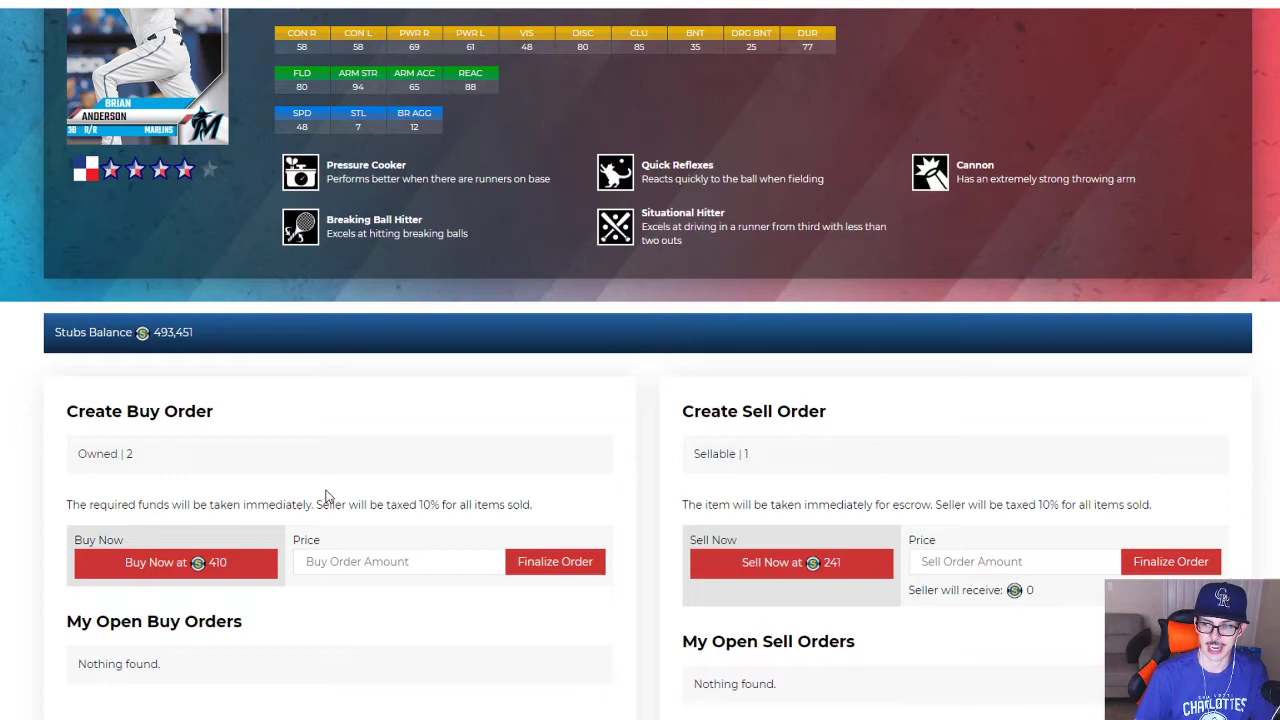 CON R CON L PWR R PWR L VIS DISC CLU BNT DRG BNT DUR
58 58 69 61 48 80 85 35 25 77
FLD ARM STR ARM ACC REAC
80 94 65 88
BRIAN
ANDERSON
3B R/R MARLINS
SPD STL BR AGG
48 7 12
Pressure Cooker
Performs better when there are runners on base
Quick Reflexes
Reacts quickly to the ball when fielding
Cannon
Has an extremely strong throwing arm
Breaking Ball Hitter
Excels at hitting breaking balls
Situational Hitter
Excels at driving in a runner from third with less than
two outs
Stubs Balance 493,451
Create Buy Order
Owned | 2
The required funds will be taken immediately. Seller will be taxed 10% for all items sold.
Buy Now
Price
Buy Now at 410
Buy Order Amount
Finalize Order
My Open Buy Orders
Nothing found.
Create Sell Order
Sellable | 1
The item will be taken immediately for escrow. Seller will be taxed 10% for all items sold.
Sell Now
Price
Sell Now at 241
Sell Order Amount
Finalize Order
Seller will receive: 0
My Open Sell Orders
Nothing found.
CR
CHARLOTTES